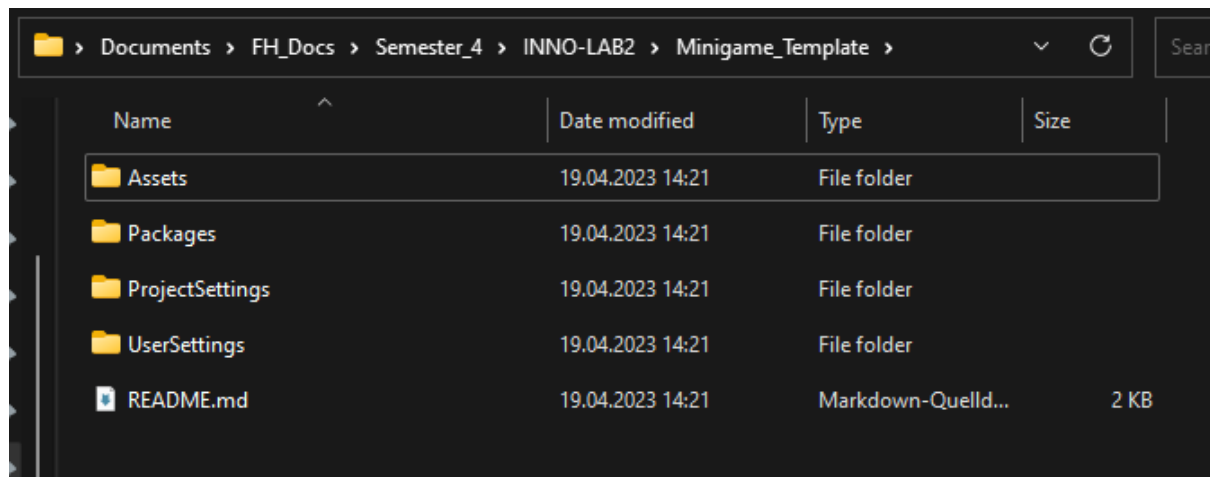 Documents > FH_Docs > Semester_4 > INNO-LAB2 > Minigame_Template > Sear
Name Date modified Type Size
Assets 19.04.2023 14:21 File folder
Packages 19.04.2023 14:21 File folder
ProjectSettings 19.04.2023 14:21 File folder
UserSettings 19.04.2023 14:21 File folder
README.md 19.04.2023 14:21 Markdown-Quelld... 2 KB